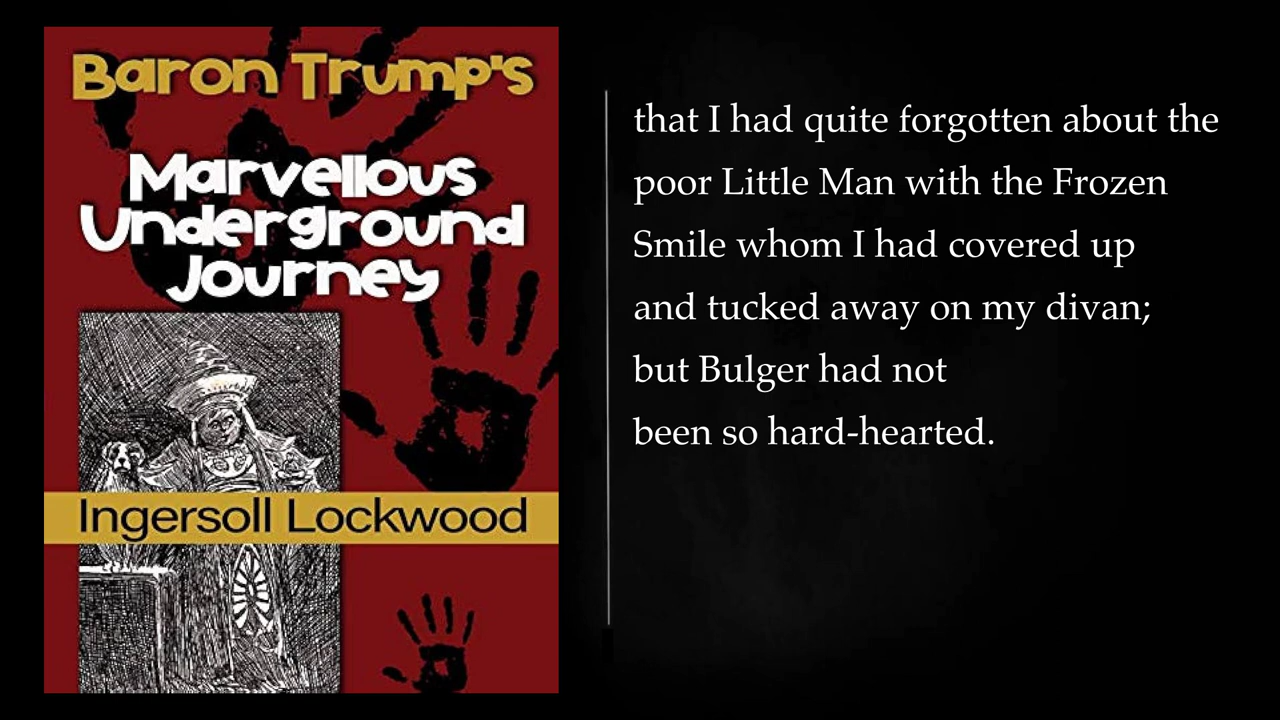 Baron Trump's
Marvellous
Underground
Journey
Ingersoll Lockwood
that I had quite forgotten about the
poor Little Man with the Frozen
Smile whom I had covered up
and tucked away on my divan;
but Bulger had not
been so hard-hearted.